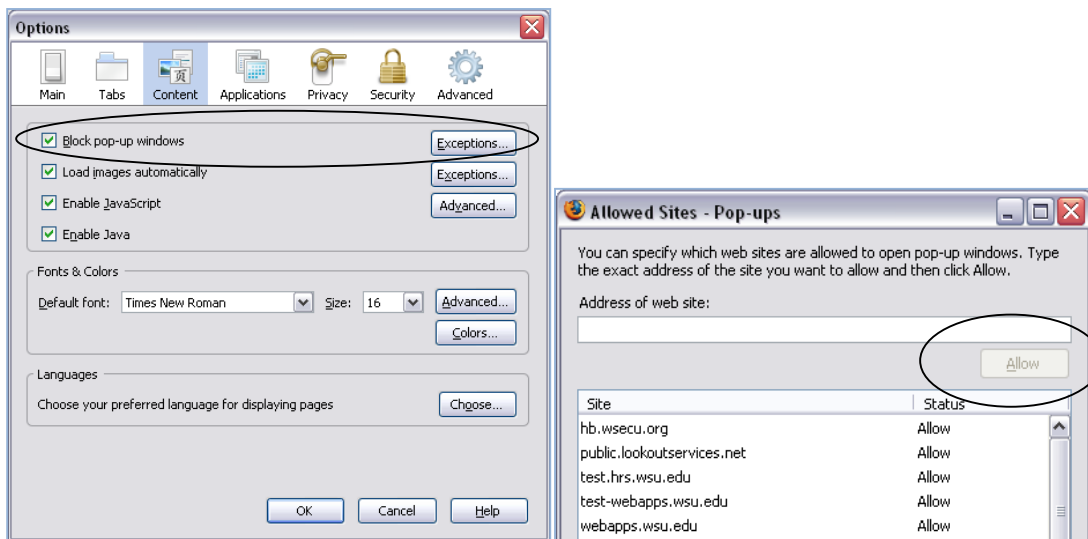 Options
Main Tabs Content Applications Privacy Security Advanced
Block pop-up windows Exceptions...
Load images automatically Exceptions...
Enable JavaScript Advanced...
Enable Java
Fonts & Colors
Default font: Times New Roman Size: 16 Advanced...
Colors...
Languages
Choose your preferred language for displaying pages Choose...
OK Cancel Help
Allowed Sites - Pop-ups
You can specify which web sites are allowed to open pop-up windows. Type
the exact address of the site you want to allow and then click Allow.
Address of web site:
Allow
Site Status
hb.wsecu.org Allow
public.lookoutservices.net Allow
test.hrs.wsu.edu Allow
test-webapps.wsu.edu Allow
webapps.wsu.edu Allow